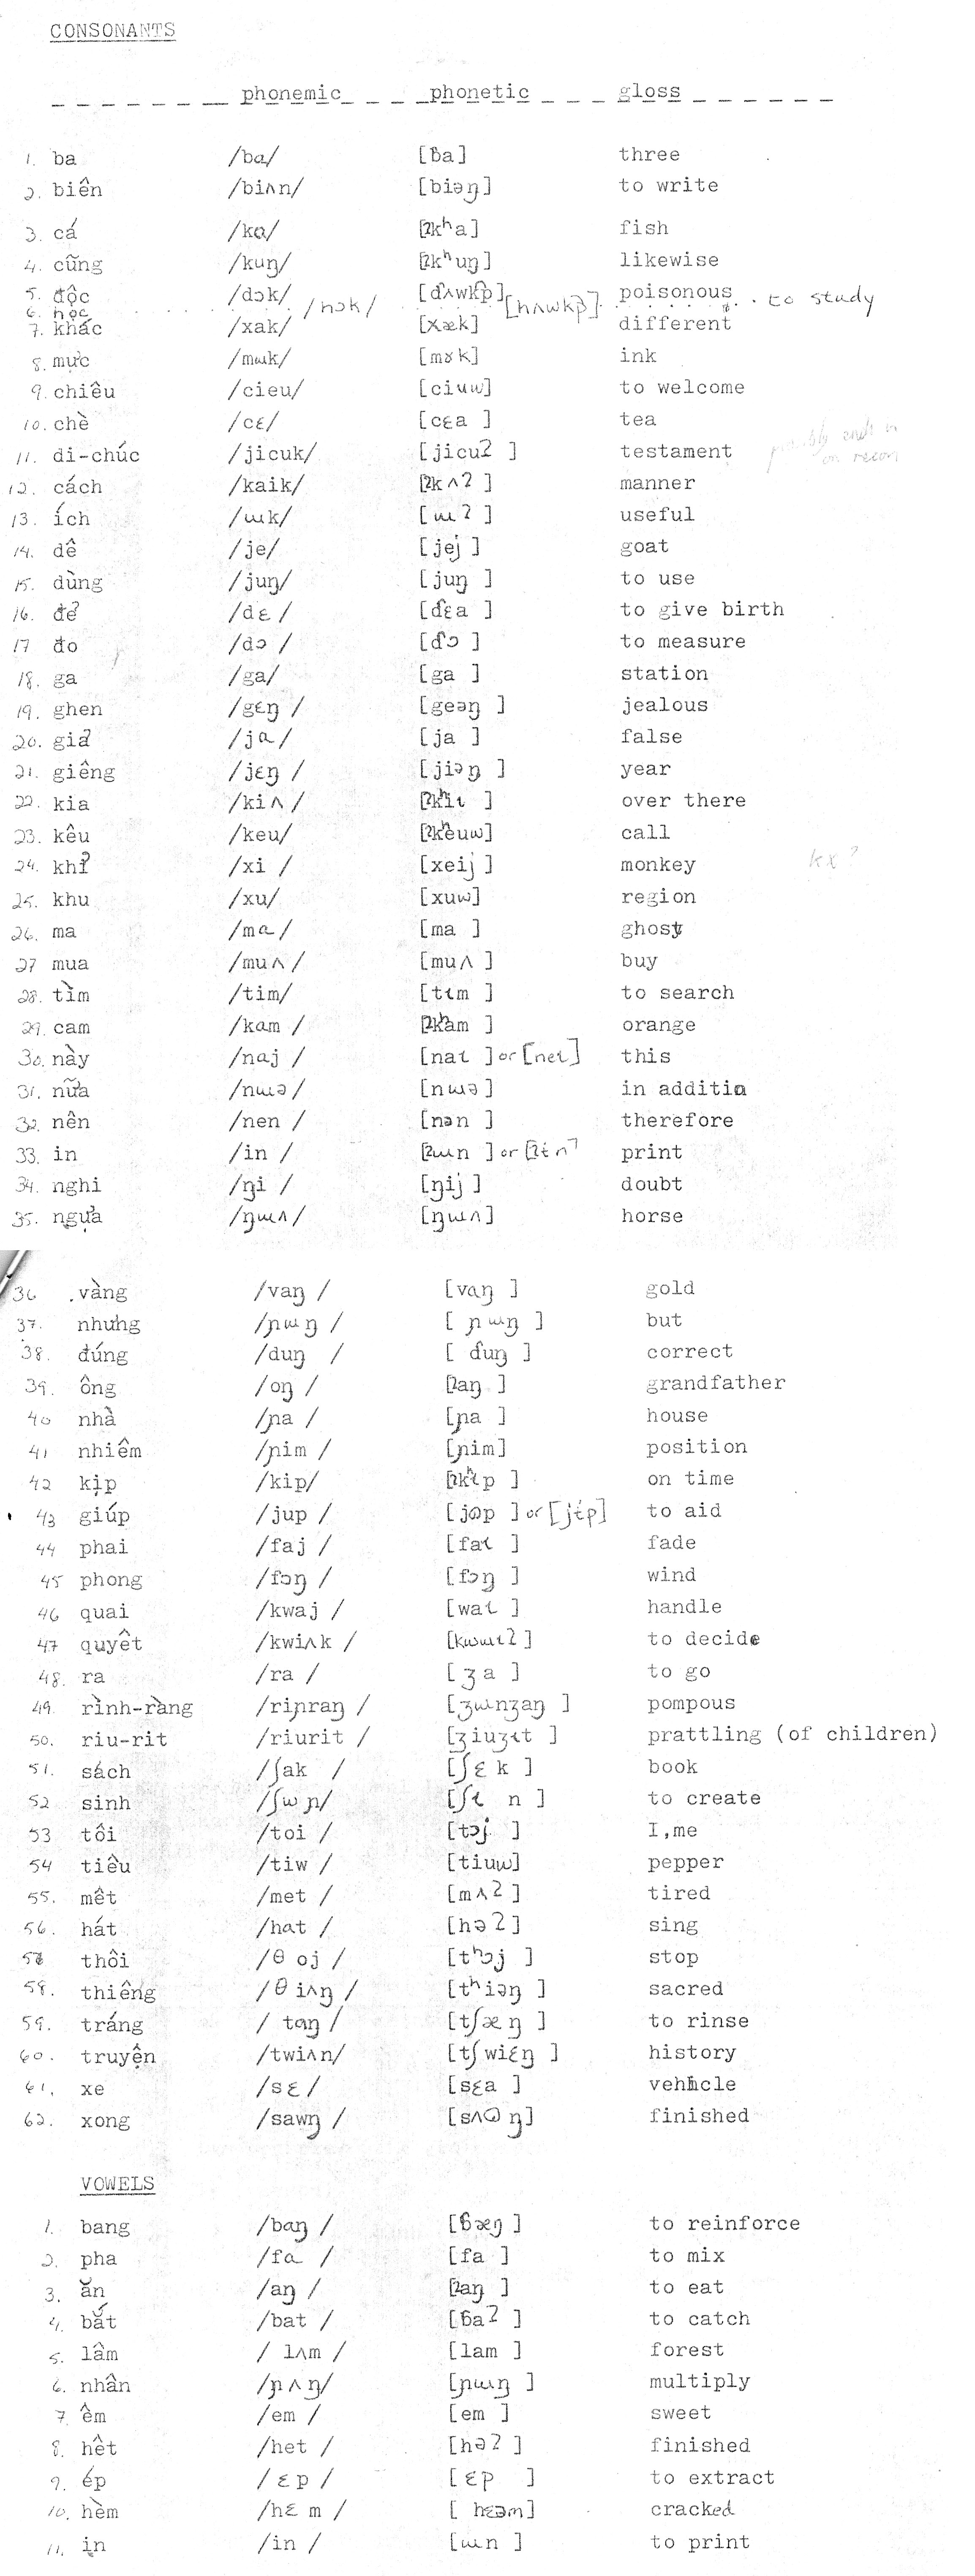 CONSONANTS
phonemic phonetic gloss
1. ba /ba/ [ɓa] three
2. biên /biʌn/ [biəŋ] to write
3. cá /ka/ [ʔkʰa] fish
4. cũng /kuŋ/ [ʔkʰuŋ] likewise
5. độc /dɔk/ [ɗʌwk͡p] poisonous
6. học /hɔk/ [hʌwk͡p] to study
7. khác /xak/ [xæk] different
8. mực /mɯk/ [mɤk] ink
9. chiêu /cieu/ [ciuw] to welcome
10. chè /cɛ/ [cɛa ] tea
11. di-chúc /jicuk/ [jicuʔ ] testament
12. cách /kaik/ [ʔkʌʔ ] manner
13. ích /ɯk/ [ɯʔ ] useful
14. dê /je/ [jej ] goat
15. dùng /juŋ/ [juŋ ] to use
16. đẻ /dɛ / [ɗɛa ] to give birth
17 đo /dɔ / [ɗɔ ] to measure
18. ga /ga/ [ga ] station
19. ghen /gɛŋ / [geəŋ ] jealous
20. giả /ja/ [ja ] false
21. giêng /jɛŋ / [jiəŋ ] year
22. kia /kiʌ / [ʔkʰiɩ ] over there
23. kêu /keu/ [ʔkʰeuw] call
24. khỉ /xi / [xeij ] monkey kx ?
25. khu /xu/ [xuw] region
26. ma /ma / [ma ] ghost
27 mua /muʌ / [muʌ ] buy
28. tìm /tim/ [tɩm ] to search
29. cam /kam / [ʔkʰam ] orange
30. này /naj / [naɩ ] or [neɩ] this
31. nữa /nɯə / [nɯə ] in additio
32. nên /nen / [nən ] therefore
33. in /in / [ʔɯn ] or [ʔɨn] print
34. nghi /ŋi / [ŋij ] doubt
35. ngựa /ŋɯʌ / [ŋɯʌ] horse
36 vàng /vaŋ / [vaŋ ] gold
37. nhưng /ɲɯŋ / [ ɲɯŋ ] but
38. đúng /duŋ / [ ɗuŋ ] correct
39. ông /oŋ / [ʔaŋ ] grandfather
40 nhà /ɲa / [ɲa ] house
41 nhiêm /ɲim / [ɲim] position
42 kịp /kip/ [ʔkʰɩp ] on time
43 giúp /jup / [jɷp ] or [jɨp] to aid
44 phai /faj / [faɩ ] fade
45 phong /fɔŋ / [fɔŋ ] wind
46 quai /kwaj / [waɩ ] handle
47 quyêt /kwiʌk / [kwɯɩʔ] to decide
48. ra /ra / [ʒa ] to go
49. rình-ràng /riɲraŋ / [ʒɯnʒaŋ ] pompous
50. riu-rit /riurit / [ʒiuʒɩt ] prattling (of children)
51. sách /ʃak / [ʃɛk ] book
52 sinh /ʃɯɲ/ [ʃɩ n ] to create
53 tôi /toi / [tɔj ] I,me
54 tiêu /tiw / [tiuw] pepper
55. mêt /met / [mʌʔ] tired
56. hát /hat / [həʔ] sing
57 thôi /θ oj / [tʰɔj ] stop
58. thiêng /θiʌŋ / [tʰiəŋ ] sacred
59. tráng / taŋ / [tʃæŋ ] to rinse
60. truyện /twiʌn/ [tʃwiɛŋ ] history
61. xe /sɛ/ [sɛa ] vehicle
62. xong /sawŋ / [sʌɷŋ] finished
VOWELS
1. bang /baŋ / [ɓæŋ ] to reinforce
2. pha /fa / [fa ] to mix
3. ăn /aŋ / [ʔaŋ ] to eat
4. bắt /bat / [ɓaʔ ] to catch
5. lâm / lʌm / [lam ] forest
6. nhân /ɲʌŋ/ [ɲɯŋ ] multiply
7 êm /em / [em ] sweet
8. hêt /het / [həʔ ] finished
9. ép /ɛp / [ɛp ] to extract
10. hèm /hɛ m / [ hɛəm] cracked
11. ịn /in / [ɯn ] to print